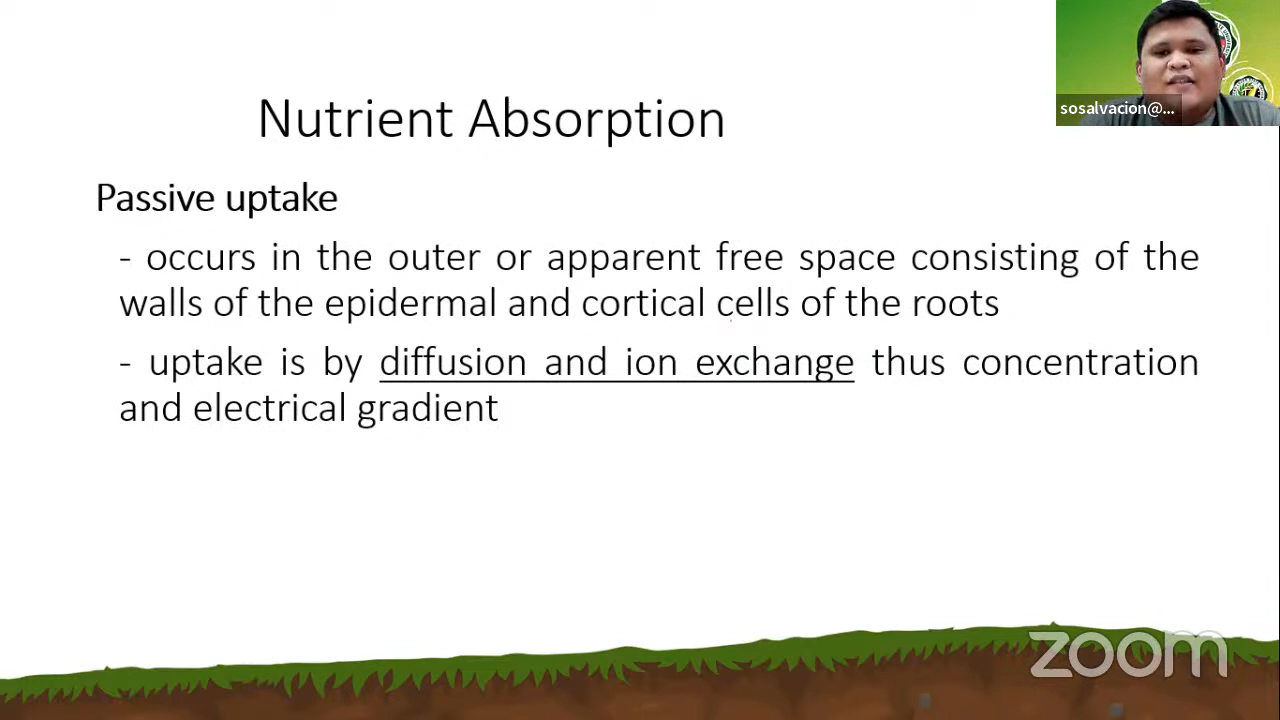 sosalvacion@...
Nutrient Absorption
Passive uptake
- occurs in the outer or apparent free space consisting of the
walls of the epidermal and cortical cells of the roots
- uptake is by diffusion and ion exchange thus concentration
and electrical gradient
zoom